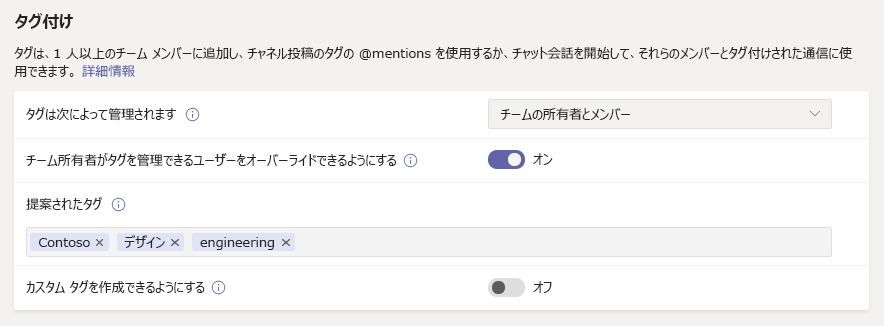 タグ付け
タグは、1 人以上のチーム メンバーに追加し、チャネル投稿のタグの @mentions を使用するか、チャット会話を開始して、それらのメンバーとタグ付けされた通信に使
用できます。 詳細情報
タグは次によって管理されます チームの所有者とメンバー
チーム所有者がタグを管理できるユーザーをオーバーライドできるようにする オン
提案されたタグ
Contoso × デザイン × engineering ×
カスタム タグを作成できるようにする オフ